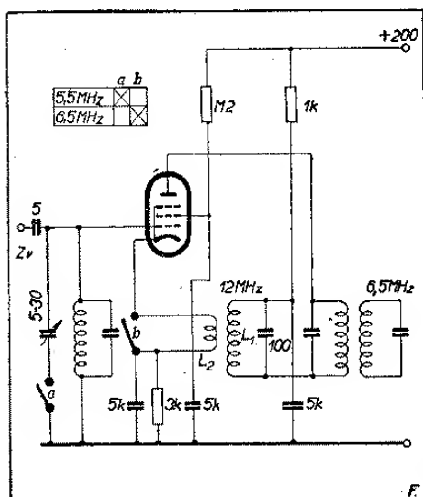 +200
a b
5,5MHz
6,5MHz
M2
1k
5
Zv
5-30
12MHz
6,5MHz
b
L₁
100
L₂
a
5k
3k
5k
5k
F.